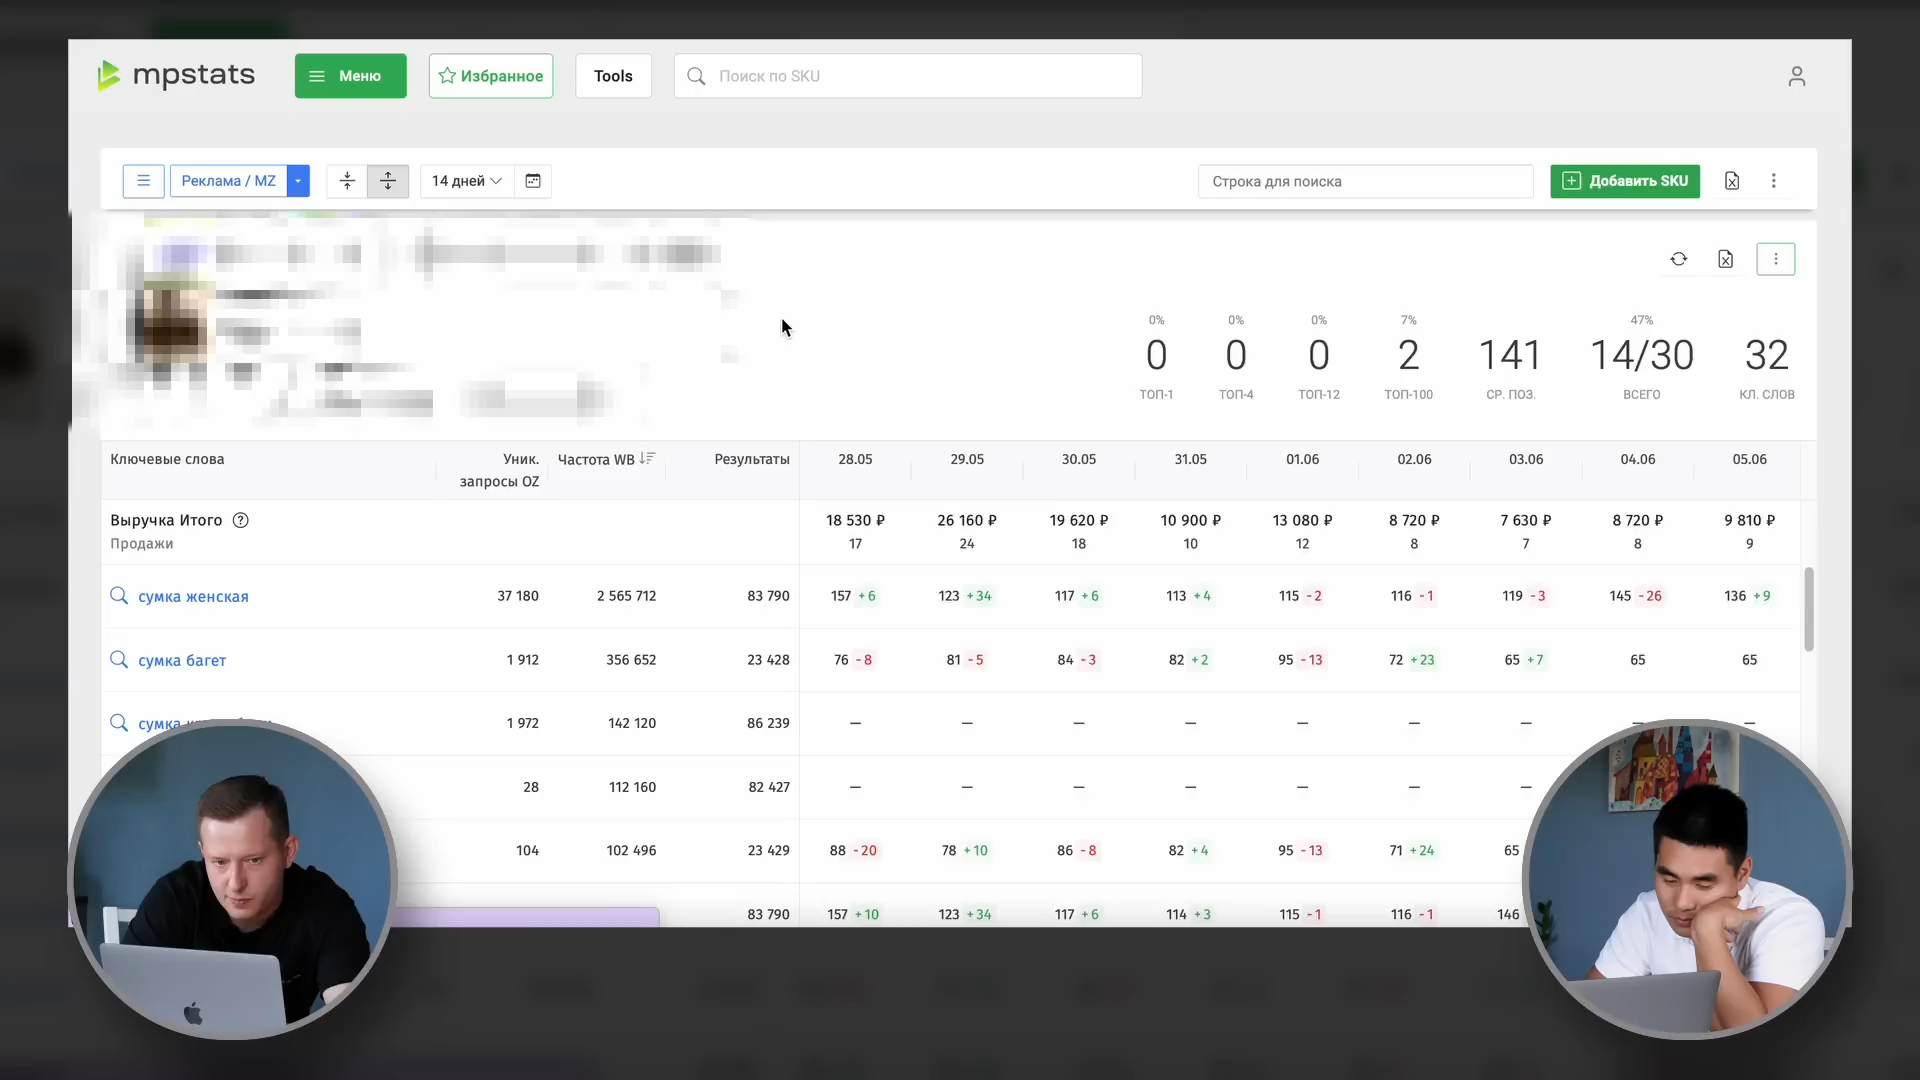 mpstats
Меню
Избранное
Tools
Поиск по SKU
Реклама / MZ
14 дней
Строка для поиска
Добавить SKU
0% 0% 0% 7% 47%
0 0 0 2 141 14/30 32
ТОП-1 ТОП-4 ТОП-12 ТОП-100 СР. ПОЗ. ВСЕГО КЛ. СЛОВ
Ключевые слова Уник. Частота WB Результаты 28.05 29.05 30.05 31.05 01.06 02.06 03.06 04.06 05.06
запросы OZ
Выручка Итого ? 18 530 ₽ 26 160 ₽ 19 620 ₽ 10 900 ₽ 13 080 ₽ 8 720 ₽ 7 630 ₽ 8 720 ₽ 9 810 ₽
Продажи 17 24 18 10 12 8 7 8 9
сумка женская 37 180 2 565 712 83 790 157 +6 123 +34 117 +6 113 +4 115 -2 116 -1 119 -3 145 -26 136 +9
сумка багет 1 912 356 652 23 428 76 -8 81 -5 84 -3 82 +2 95 -13 72 +23 65 +7 65 65
сумка 1 972 142 120 86 239 — — — — — — — — —
28 112 160 82 427 — — — — — — —
104 102 496 23 429 88 -20 78 +10 86 -8 82 +4 95 -13 71 +24 65
83 790 157 +10 123 +34 117 +6 114 +3 115 -1 116 -1 146